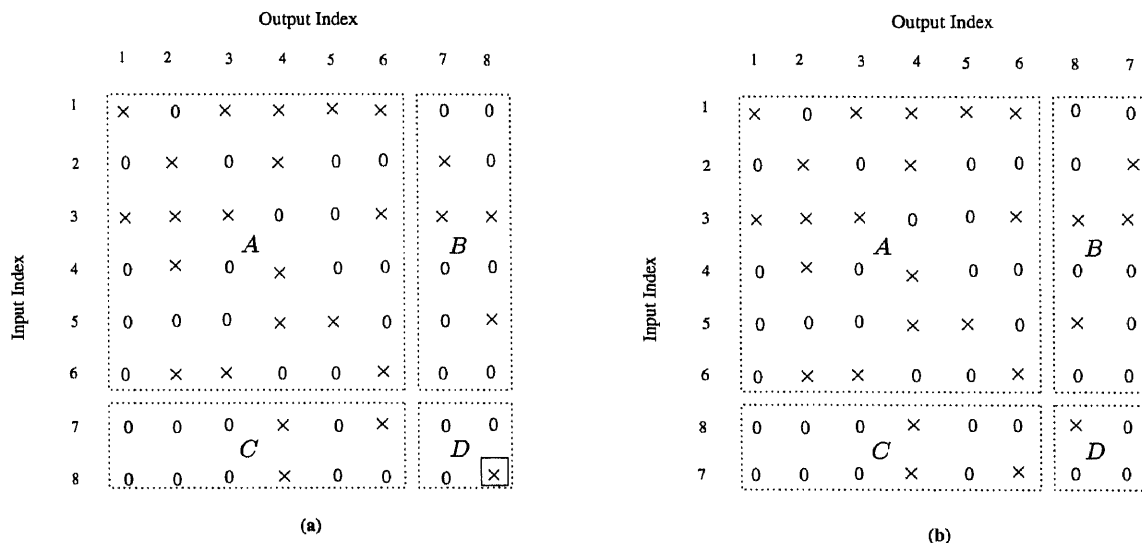 Output Index
1 2 3 4 5 6 7 8
1 × 0 × × × × 0 0
2 0 × 0 × 0 0 × 0
3 × × × 0 0 × × ×
A B
4 0 × 0 × 0 0 0 0
5 0 0 0 × × 0 0 ×
6 0 × × 0 0 × 0 0
7 0 0 0 × 0 × 0 0
C D
8 0 0 0 × 0 0 0 ×
Input Index
(a)
Output Index
1 2 3 4 5 6 8 7
1 × 0 × × × × 0 0
2 0 × 0 × 0 0 0 ×
3 × × × 0 0 × × ×
A B
4 0 × 0 × 0 0 0 0
5 0 0 0 × × 0 × 0
6 0 × × 0 0 × 0 0
8 0 0 0 × 0 0 × 0
C D
7 0 0 0 × 0 × 0 0
Input Index
(b)